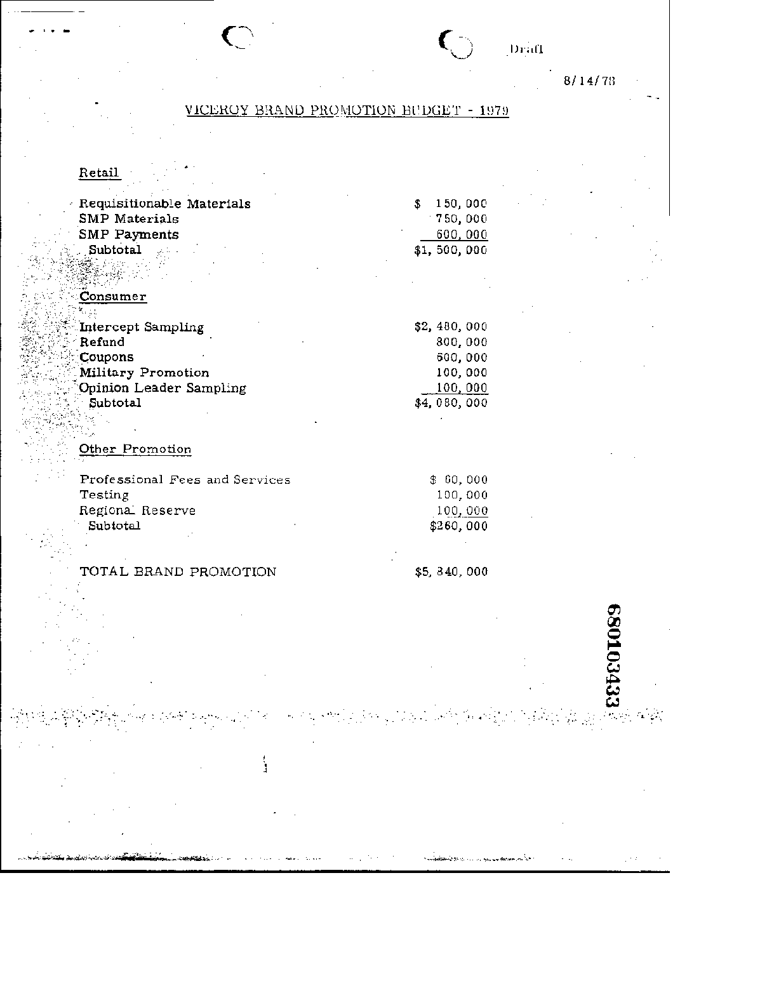 Draft
8/14/78
VICEROY BRAND PROMOTION BUDGET - 1979
Retail
Requisitionable Materials $ 150,000
SMP Materials 750,000
SMP Payments 600,000
Subtotal $1,500,000
Consumer
Intercept Sampling $2,480,000
Refund 800,000
Coupons 600,000
Military Promotion 100,000
Opinion Leader Sampling 100,000
Subtotal $4,080,000
Other Promotion
Professional Fees and Services $ 60,000
Testing 100,000
Regional Reserve 100,000
Subtotal $260,000
TOTAL BRAND PROMOTION $5,840,000
680103433